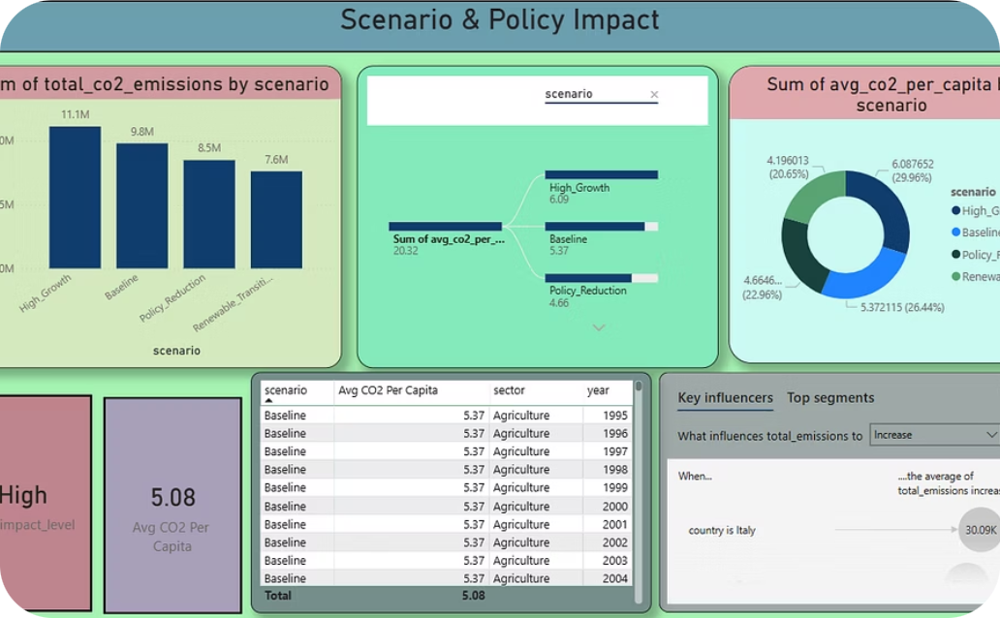 Scenario & Policy Impact
m of total_co2_emissions by scenario
11.1M
9.8M
8.5M
7.6M
0M
5M
0M
High_Growth
Baseline
Policy_Reduction
Renewable_Transiti...
scenario
scenario ×
High_Growth
6.09
Sum of avg_co2_per_...
20.32
Baseline
5.37
Policy_Reduction
4.66
Sum of avg_co2_per_capita
scenario
4.196013
(20.65%)
6.087652
(29.96%)
4.6646...
(22.96%)
5.372115 (26.44%)
scenario
High_G
Baseline
Policy_R
Renewa
High
impact_level
5.08
Avg CO2 Per
Capita
scenario Avg CO2 Per Capita sector year
Baseline 5.37 Agriculture 1995
Baseline 5.37 Agriculture 1996
Baseline 5.37 Agriculture 1997
Baseline 5.37 Agriculture 1998
Baseline 5.37 Agriculture 1999
Baseline 5.37 Agriculture 2000
Baseline 5.37 Agriculture 2001
Baseline 5.37 Agriculture 2002
Baseline 5.37 Agriculture 2003
Baseline 5.37 Agriculture 2004
Total 5.08
Key influencers Top segments
What influences total_emissions to Increase
When...
....the average of
total_emissions increas
country is Italy
30.09K